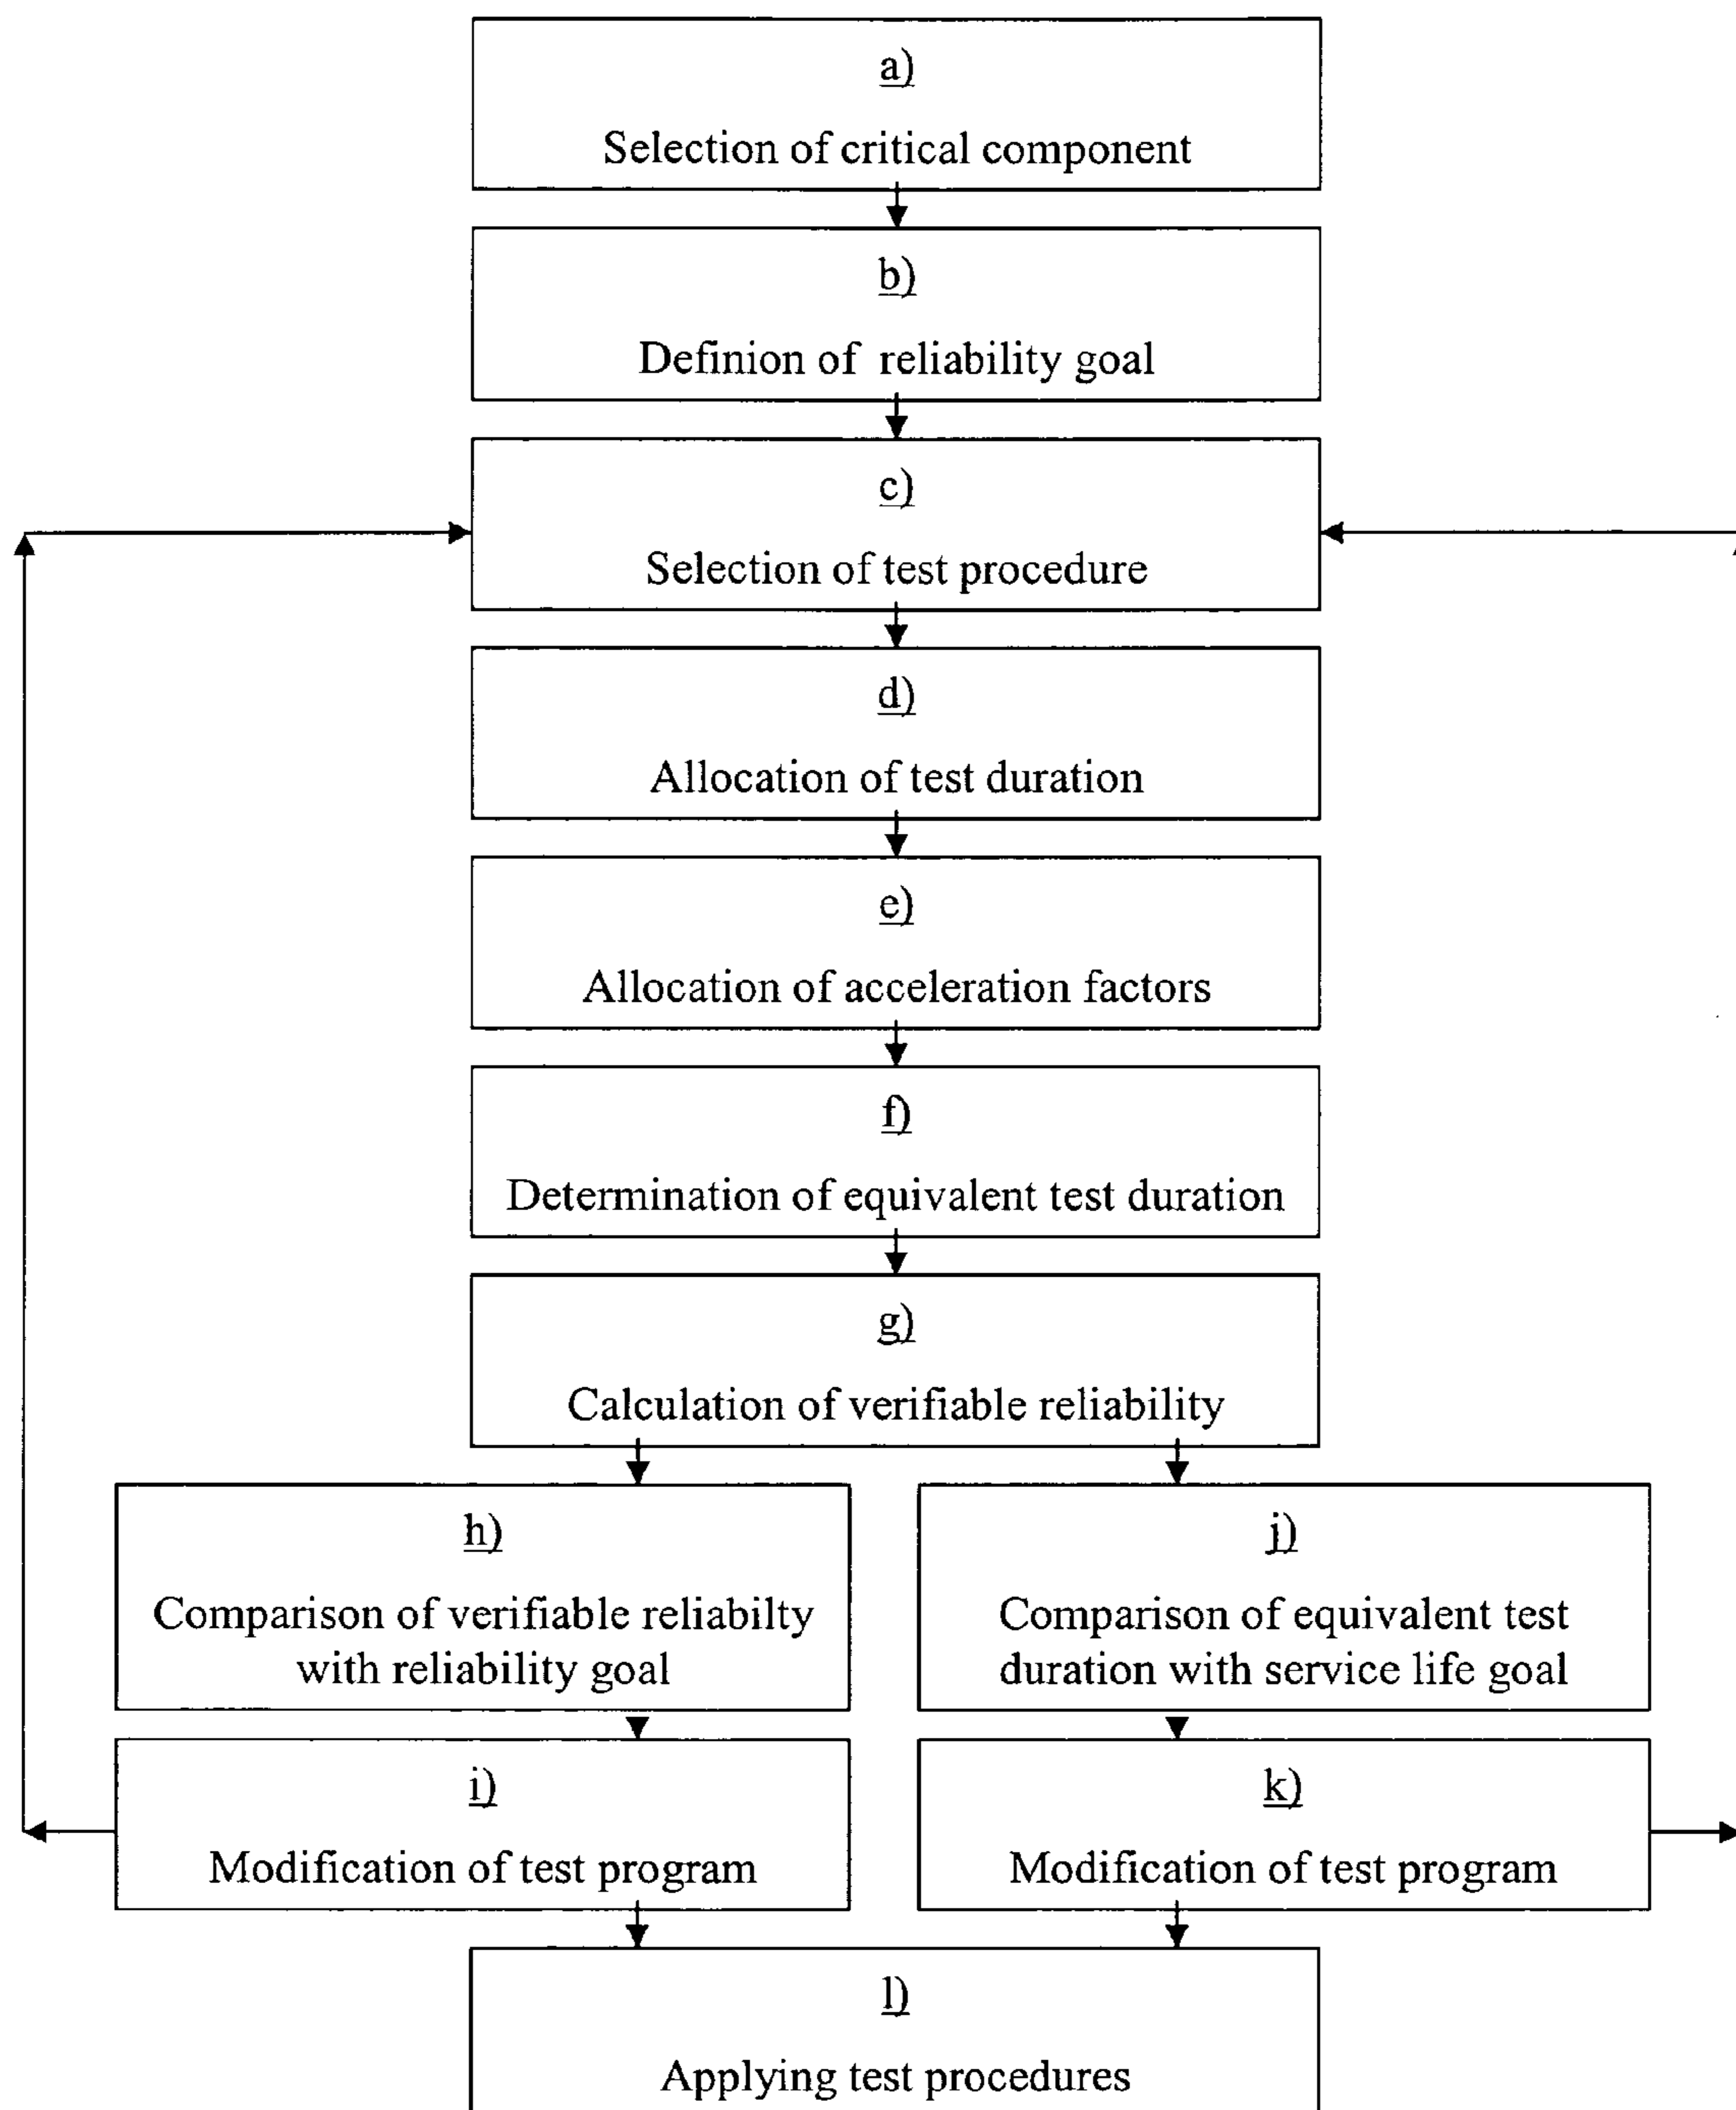 a)
Selection of critical component
b)
Definion of reliability goal
c)
Selection of test procedure
d)
Allocation of test duration
e)
Allocation of acceleration factors
f)
Determination of equivalent test duration
g)
Calculation of verifiable reliability
h)
Comparison of verifiable reliabilty
with reliability goal
j)
Comparison of equivalent test
duration with service life goal
i)
Modification of test program
k)
Modification of test program
l)
Applying test procedures